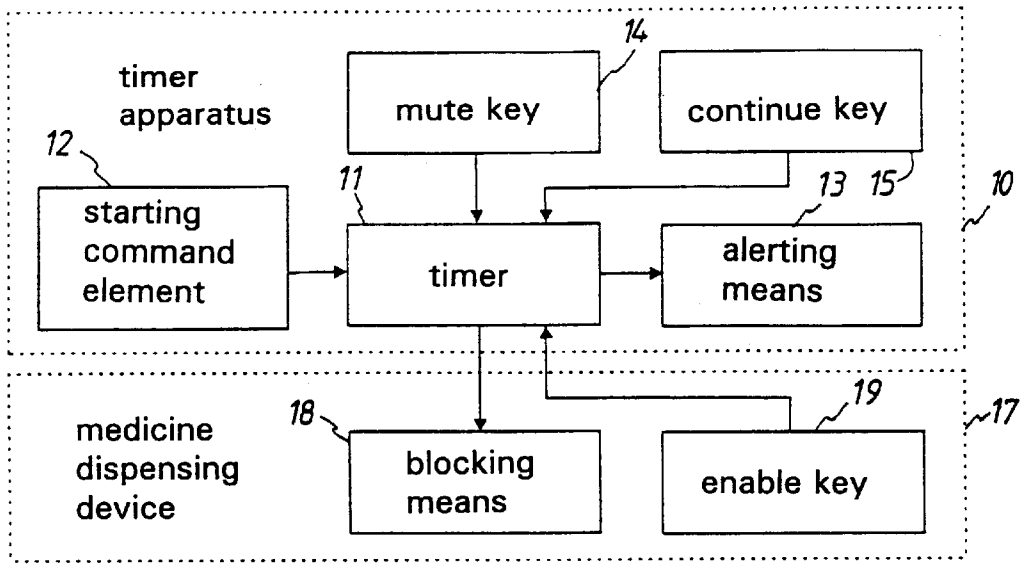 14
timer
apparatus
mute key
continue key
12
11
13
15
10
starting
command
element
timer
alerting
means
18
19
17
medicine
dispensing
device
blocking
means
enable key